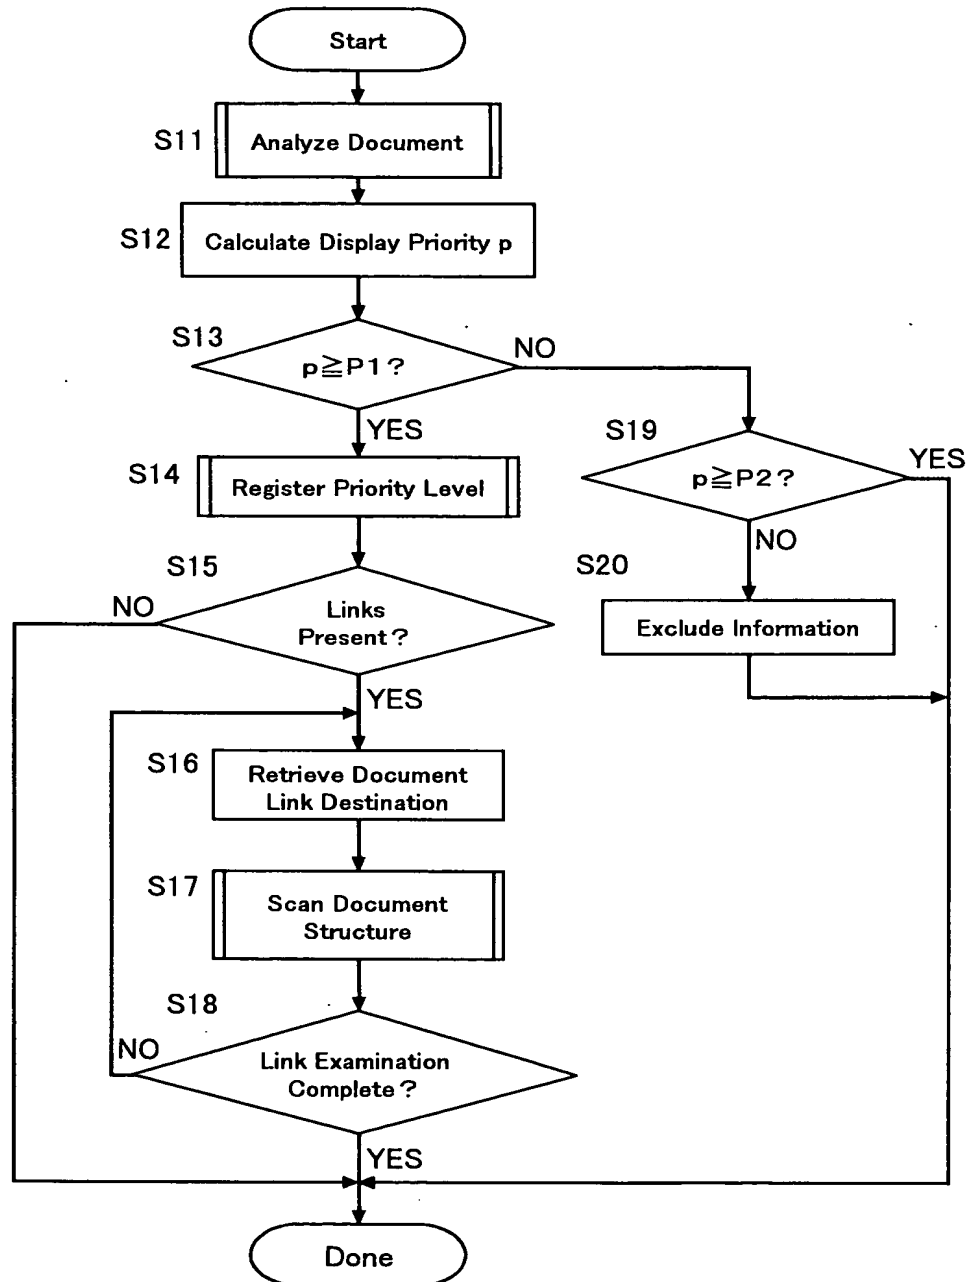 Start
S11
Analyze Document
S12
Calculate Display Priority p
S13
p≧P1?
NO
YES
S14
Register Priority Level
S19
p≧P2?
YES
NO
S20
Exclude Information
S15
NO
Links
Present?
YES
S16
Retrieve Document
Link Destination
S17
Scan Document
Structure
S18
NO
Link Examination
Complete?
YES
Done